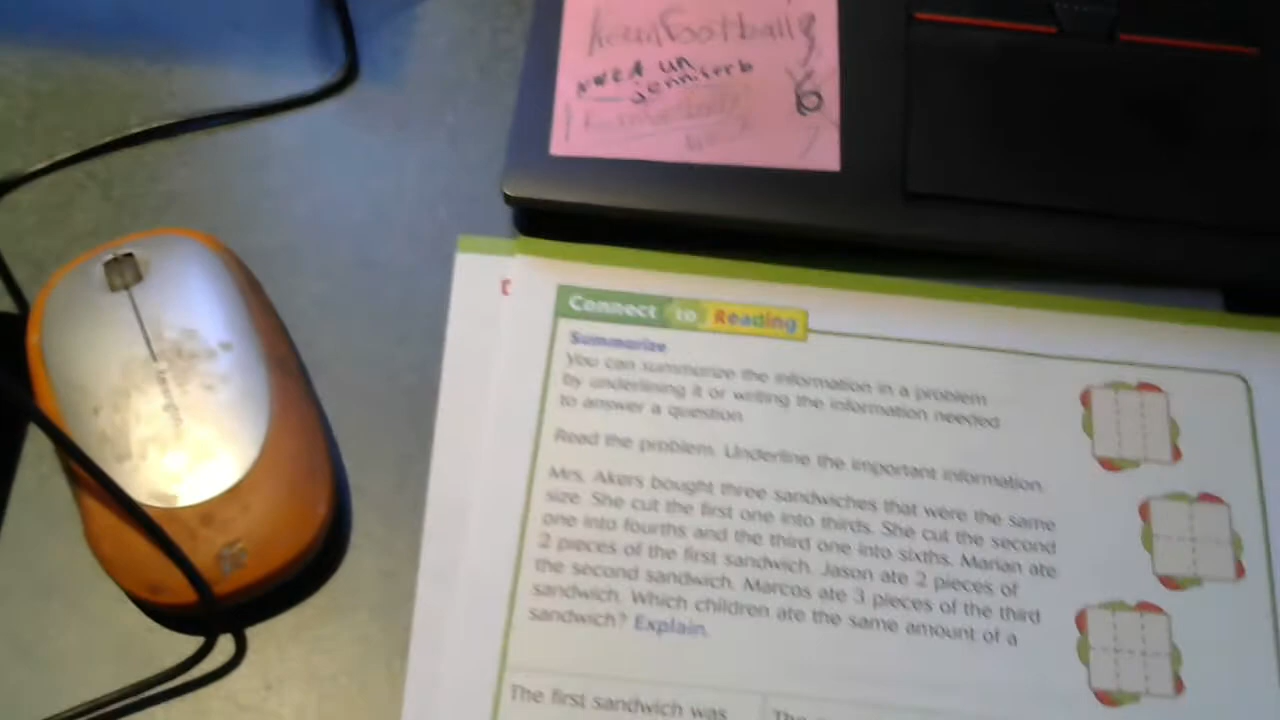 Football
need un
6
Connect to Reading
Summarize
You can summarize the information in a problem
by underlining it or writing the information needed
to answer a question.
Read the problem. Underline the important information.
Mrs. Akers bought three sandwiches that were the same
size. She cut the first one into thirds. She cut the second
one into fourths and the third one into sixths. Marian ate
2 pieces of the first sandwich. Jason ate 2 pieces of
the second sandwich. Marcos ate 3 pieces of the third
sandwich. Which children ate the same amount of a
sandwich? Explain.
The first sandwich was
The